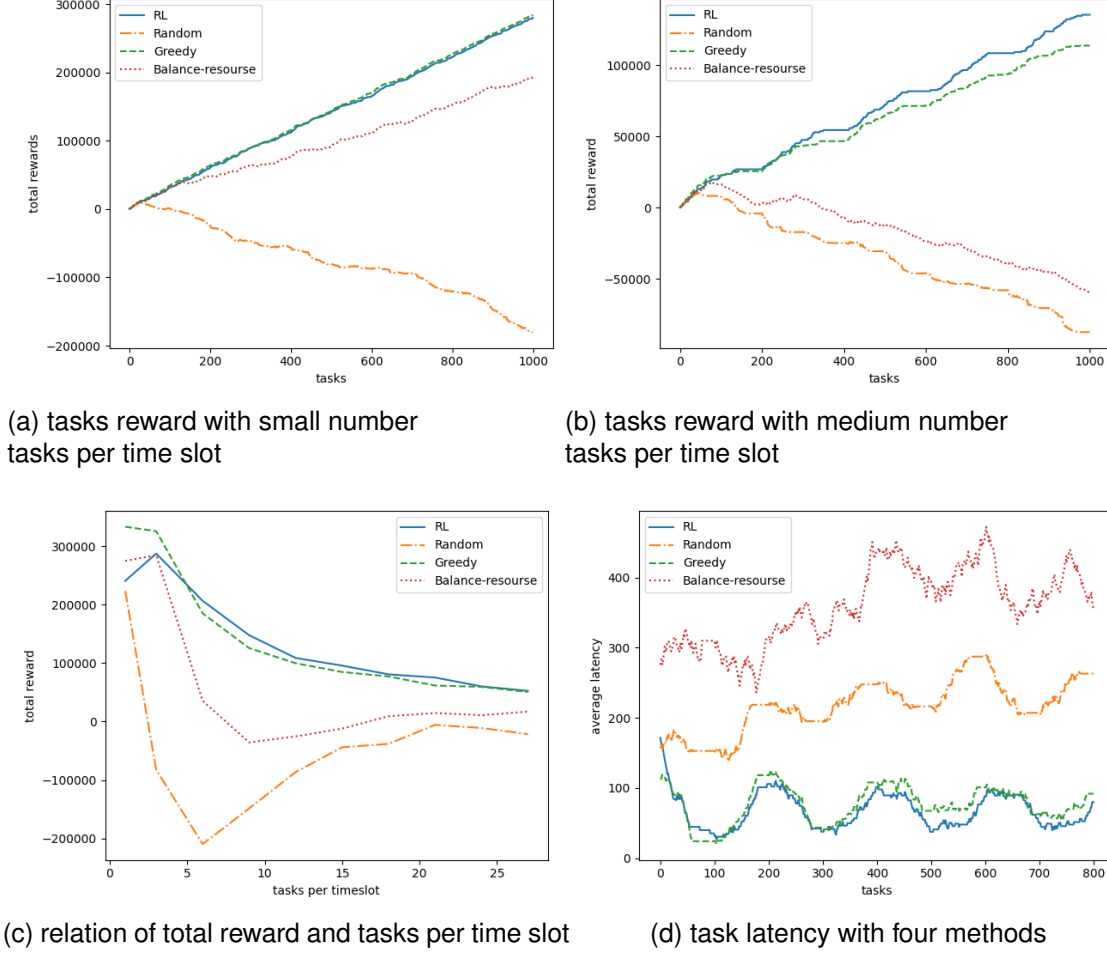 300000
200000
100000
0
−100000
−200000
total rewards
RL
Random
Greedy
Balance-resourse
0 200 400 600 800 1000
tasks
(a) tasks reward with small number
tasks per time slot
100000
50000
0
−50000
total reward
RL
Random
Greedy
Balance-resourse
0 200 400 600 800 1000
tasks
(b) tasks reward with medium number
tasks per time slot
300000
200000
100000
0
−100000
−200000
total reward
RL
Random
Greedy
Balance-resourse
0 5 10 15 20 25
tasks per timeslot
(c) relation of total reward and tasks per time slot
400
300
200
100
0
average latency
RL
Random
Greedy
Balance-resourse
0 100 200 300 400 500 600 700 800
tasks
(d) task latency with four methods